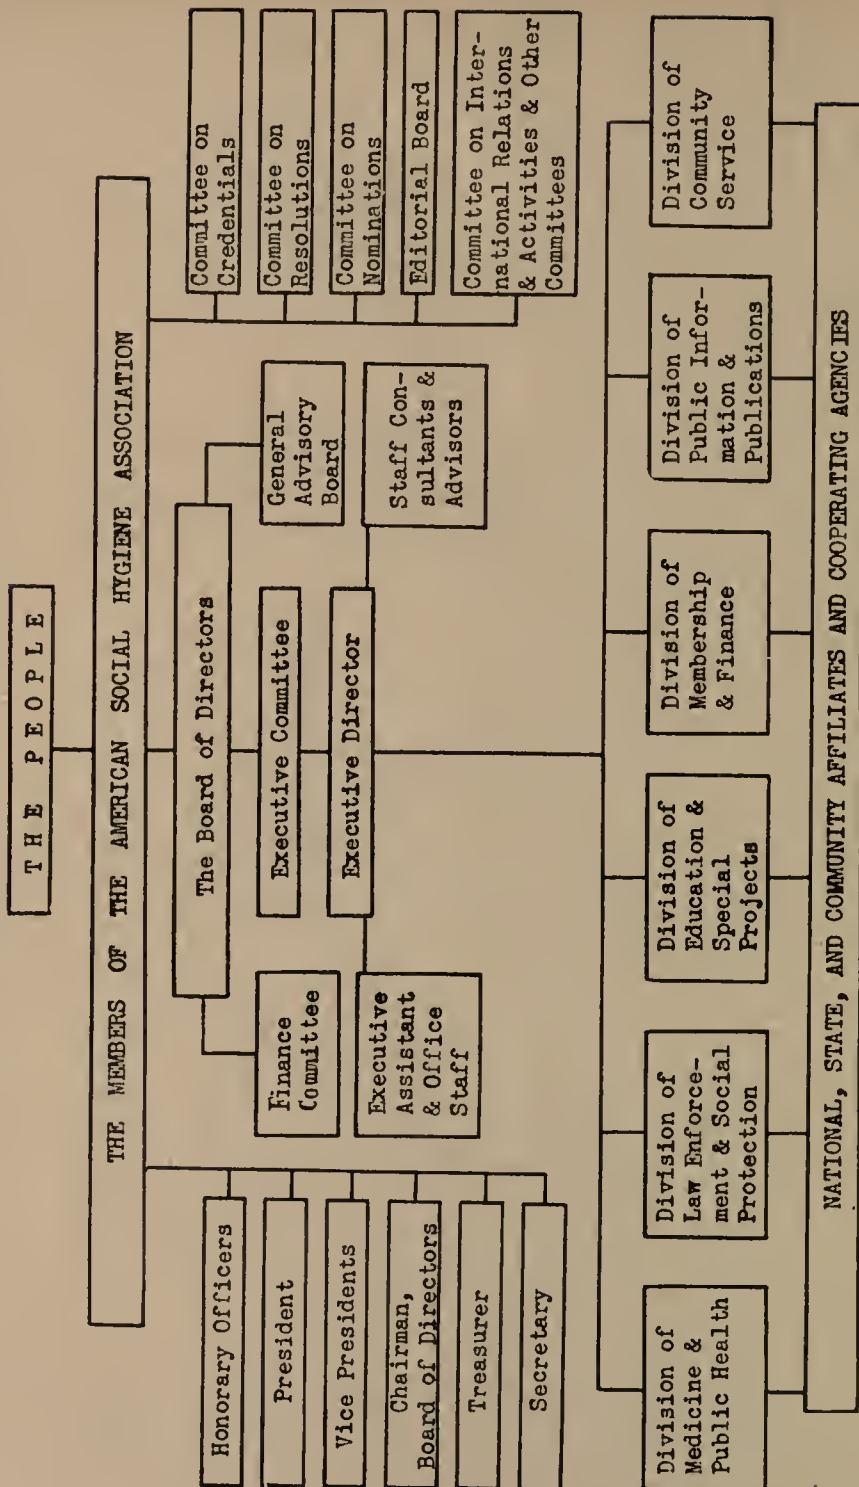 THE PEOPLE
THE MEMBERS OF THE AMERICAN SOCIAL HYGIENE ASSOCIATION
Honorary Officers
President
Vice Presidents
Chairman,
Board of Directors
Treasurer
Secretary
The Board of Directors
Finance
Committee
General
Advisory
Board
Executive Committee
Executive Director
Executive
Assistant
& Office
Staff
Staff Con-
sultants &
Advisors
Committee on
Credentials
Committee on
Resolutions
Committee on
Nominations
Editorial Board
Committee on Inter-
national Relations
& Activities & Other
Committees
Division of
Medicine &
Public Health
Division of
Law Enforce-
ment & Social
Protection
Division of
Education &
Special
Projects
Division of
Membership
& Finance
Division of
Public Infor-
mation &
Publications
Division of
Community
Service
NATIONAL, STATE, AND COMMUNITY AFFILIATES AND COOPERATING AGENCIES